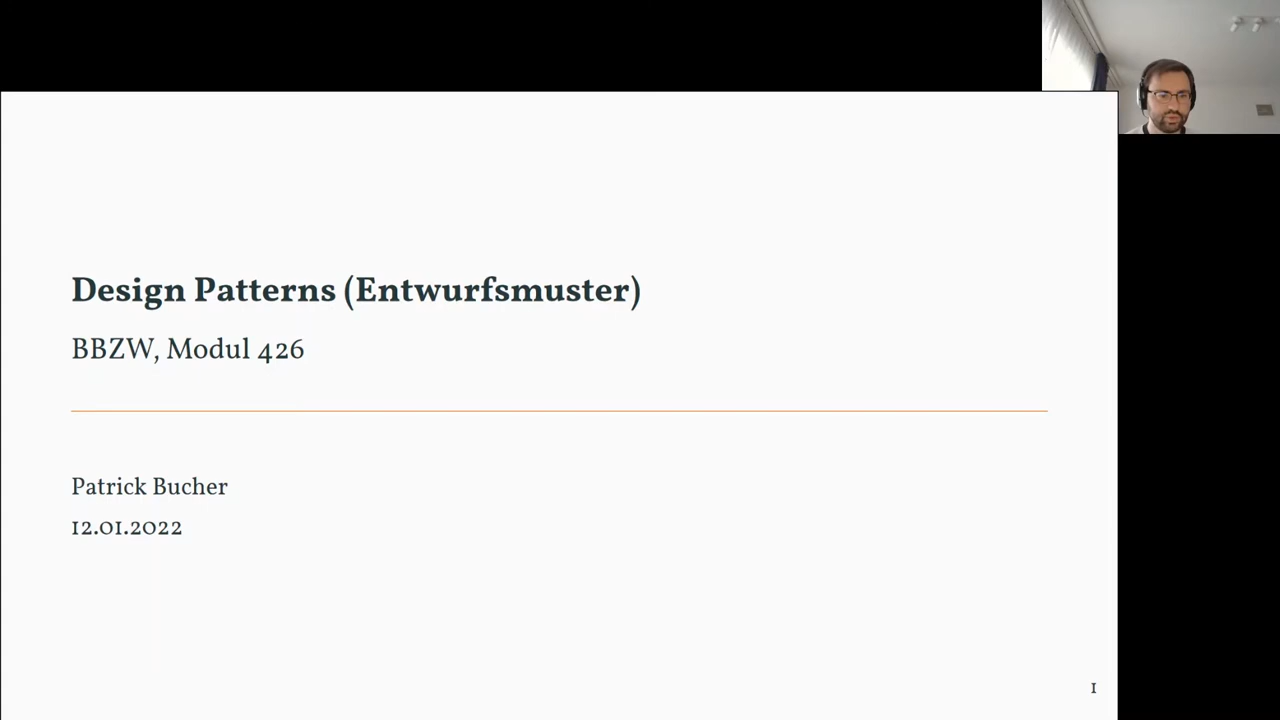 Design Patterns (Entwurfsmuster)
BBZW, Modul 426
Patrick Bucher
12.01.2022
1